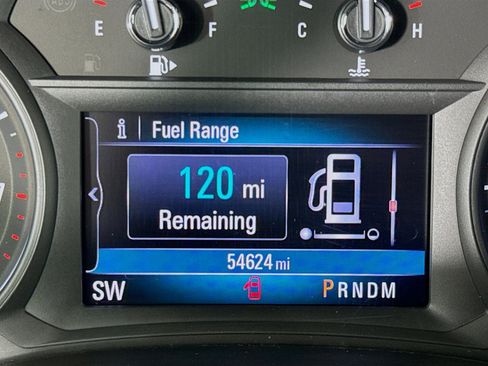 E F C H
i Fuel Range
120 mi
Remaining
54624 mi
SW PRNDM